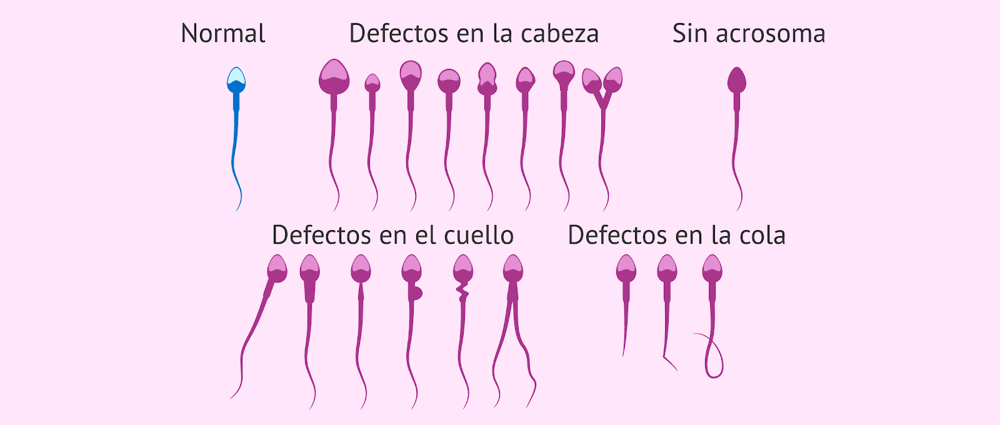 Normal
Defectos en la cabeza
Sin acrosoma
Defectos en el cuello
Defectos en la cola